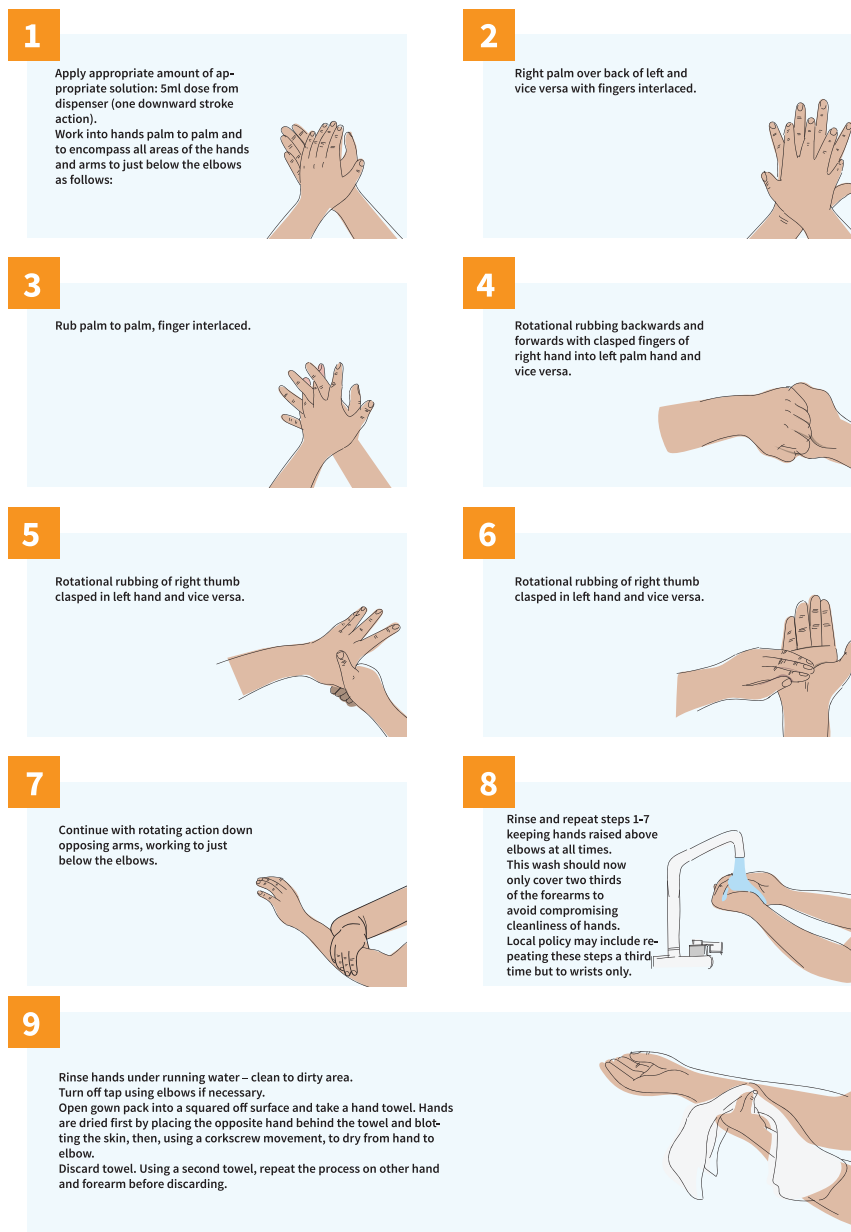 1
Apply appropriate amount of ap-
propriate solution: 5ml dose from
dispenser (one downward stroke
action).
Work into hands palm to palm and
to encompass all areas of the hands
and arms to just below the elbows
as follows:
2
Right palm over back of left and
vice versa with fingers interlaced.
3
Rub palm to palm, finger interlaced.
4
Rotational rubbing backwards and
forwards with clasped fingers of
right hand into left palm hand and
vice versa.
5
Rotational rubbing of right thumb
clasped in left hand and vice versa.
6
Rotational rubbing of right thumb
clasped in left hand and vice versa.
7
Continue with rotating action down
opposing arms, working to just
below the elbows.
8
Rinse and repeat steps 1-7
keeping hands raised above
elbows at all times.
This wash should now
only cover two thirds
of the forearms to
avoid compromising
cleanliness of hands.
Local policy may include re-
peating these steps a third
time but to wrists only.
9
Rinse hands under running water – clean to dirty area.
Turn off tap using elbows if necessary.
Open gown pack into a squared off surface and take a hand towel. Hands
are dried first by placing the opposite hand behind the towel and blot-
ting the skin, then, using a corkscrew movement, to dry from hand to
elbow.
Discard towel. Using a second towel, repeat the process on other hand
and forearm before discarding.